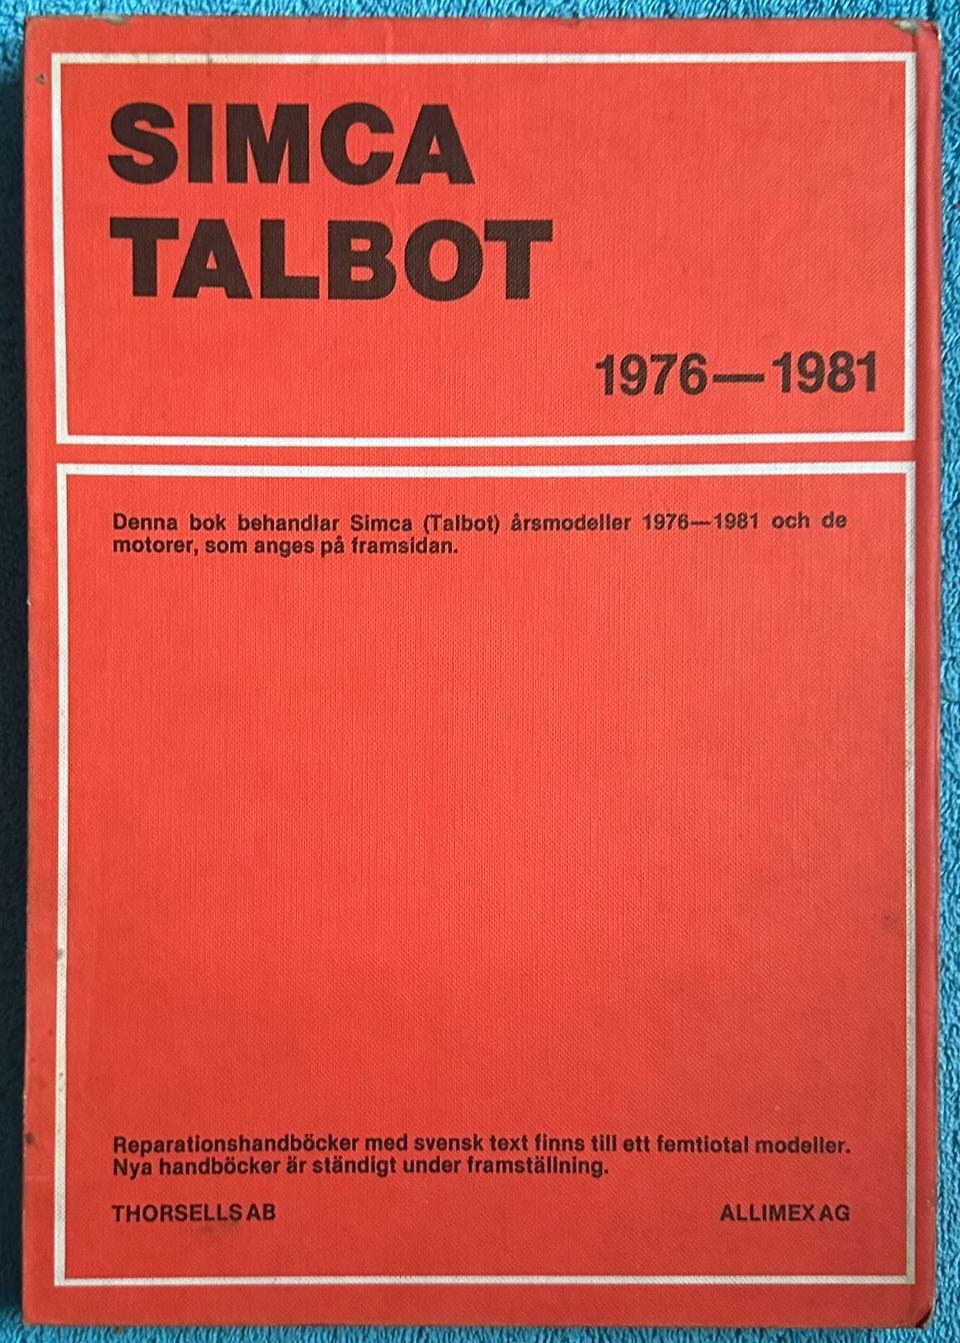 SIMCA
TALBOT
1976—1981
Denna bok behandlar Simca (Talbot) årsmodeller 1976—1981 och de
motorer, som anges på framsidan.
Reparationshandböcker med svensk text finns till ett femtiotal modeller.
Nya handböcker är ständigt under framställning.
THORSELLS AB ALLIMEX AG